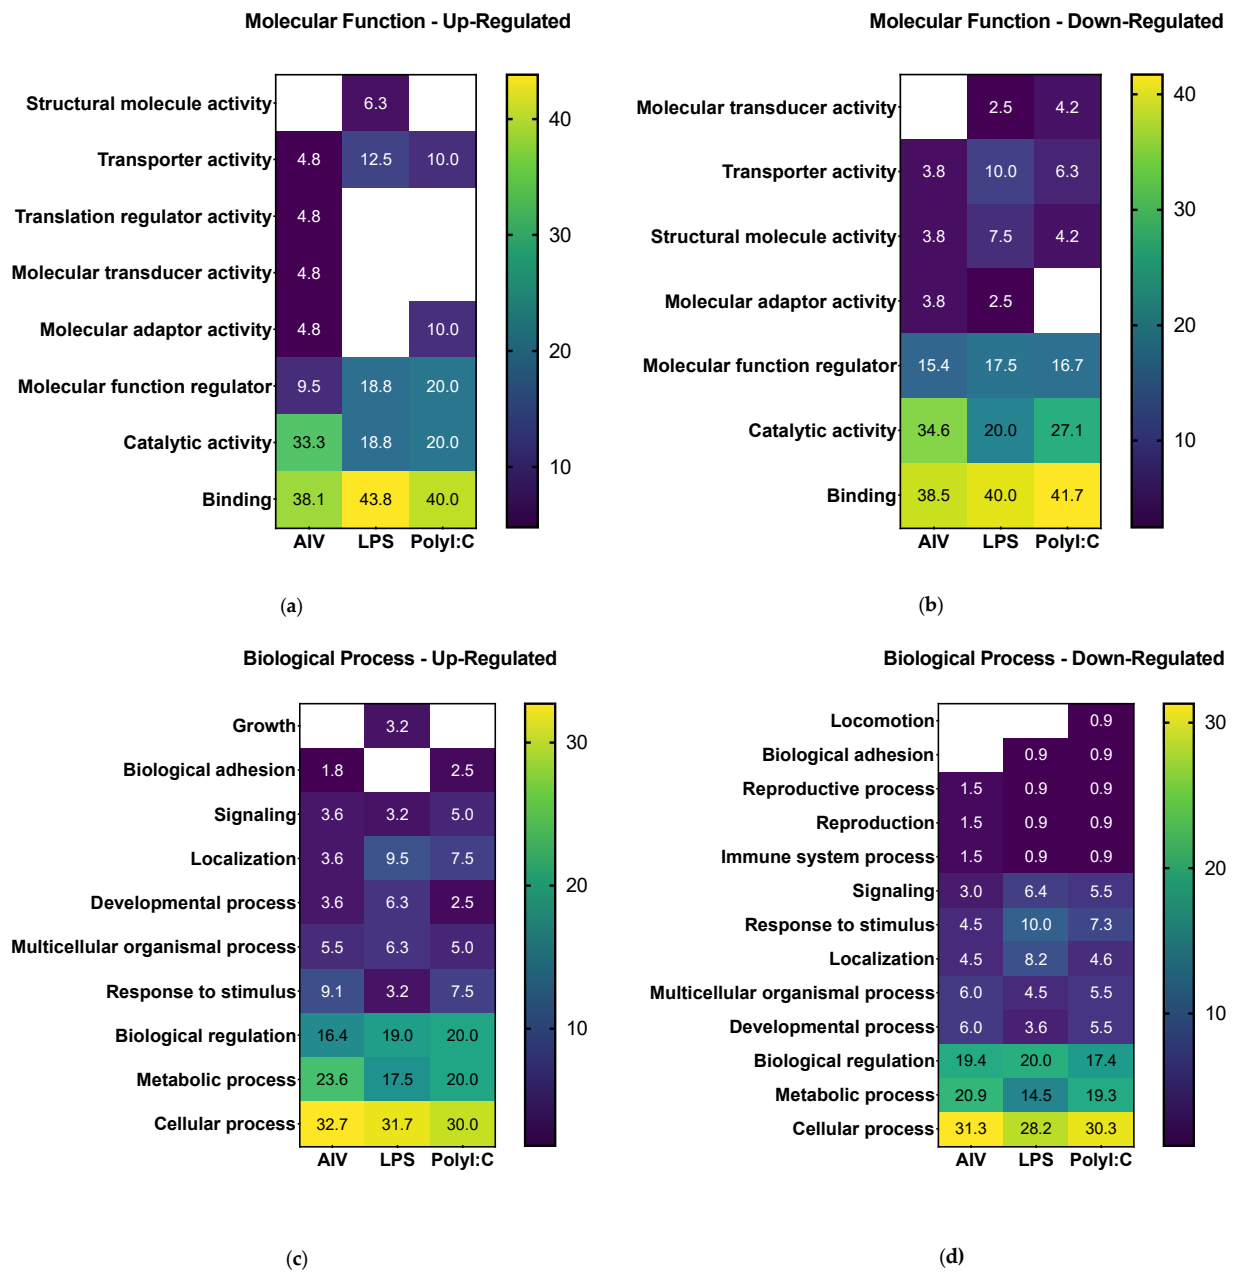 Molecular Function - Up-Regulated
Structural molecule activity 6.3
Transporter activity 4.8 12.5 10.0
Translation regulator activity 4.8
Molecular transducer activity 4.8
Molecular adaptor activity 4.8 10.0
Molecular function regulator 9.5 18.8 20.0
Catalytic activity 33.3 18.8 20.0
Binding 38.1 43.8 40.0
AIV LPS PolyI:C
40
30
20
10
(a)
Molecular Function - Down-Regulated
Molecular transducer activity 2.5 4.2
Transporter activity 3.8 10.0 6.3
Structural molecule activity 3.8 7.5 4.2
Molecular adaptor activity 3.8 2.5
Molecular function regulator 15.4 17.5 16.7
Catalytic activity 34.6 20.0 27.1
Binding 38.5 40.0 41.7
AIV LPS PolyI:C
40
30
20
10
(b)
Biological Process - Up-Regulated
Growth 3.2
Biological adhesion 1.8 2.5
Signaling 3.6 3.2 5.0
Localization 3.6 9.5 7.5
Developmental process 3.6 6.3 2.5
Multicellular organismal process 5.5 6.3 5.0
Response to stimulus 9.1 3.2 7.5
Biological regulation 16.4 19.0 20.0
Metabolic process 23.6 17.5 20.0
Cellular process 32.7 31.7 30.0
AIV LPS PolyI:C
30
20
10
(c)
Biological Process - Down-Regulated
Locomotion 0.9
Biological adhesion 0.9 0.9
Reproductive process 1.5 0.9 0.9
Reproduction 1.5 0.9 0.9
Immune system process 1.5 0.9 0.9
Signaling 3.0 6.4 5.5
Response to stimulus 4.5 10.0 7.3
Localization 4.5 8.2 4.6
Multicellular organismal process 6.0 4.5 5.5
Developmental process 6.0 3.6 5.5
Biological regulation 19.4 20.0 17.4
Metabolic process 20.9 14.5 19.3
Cellular process 31.3 28.2 30.3
AIV LPS PolyI:C
30
20
10
(d)